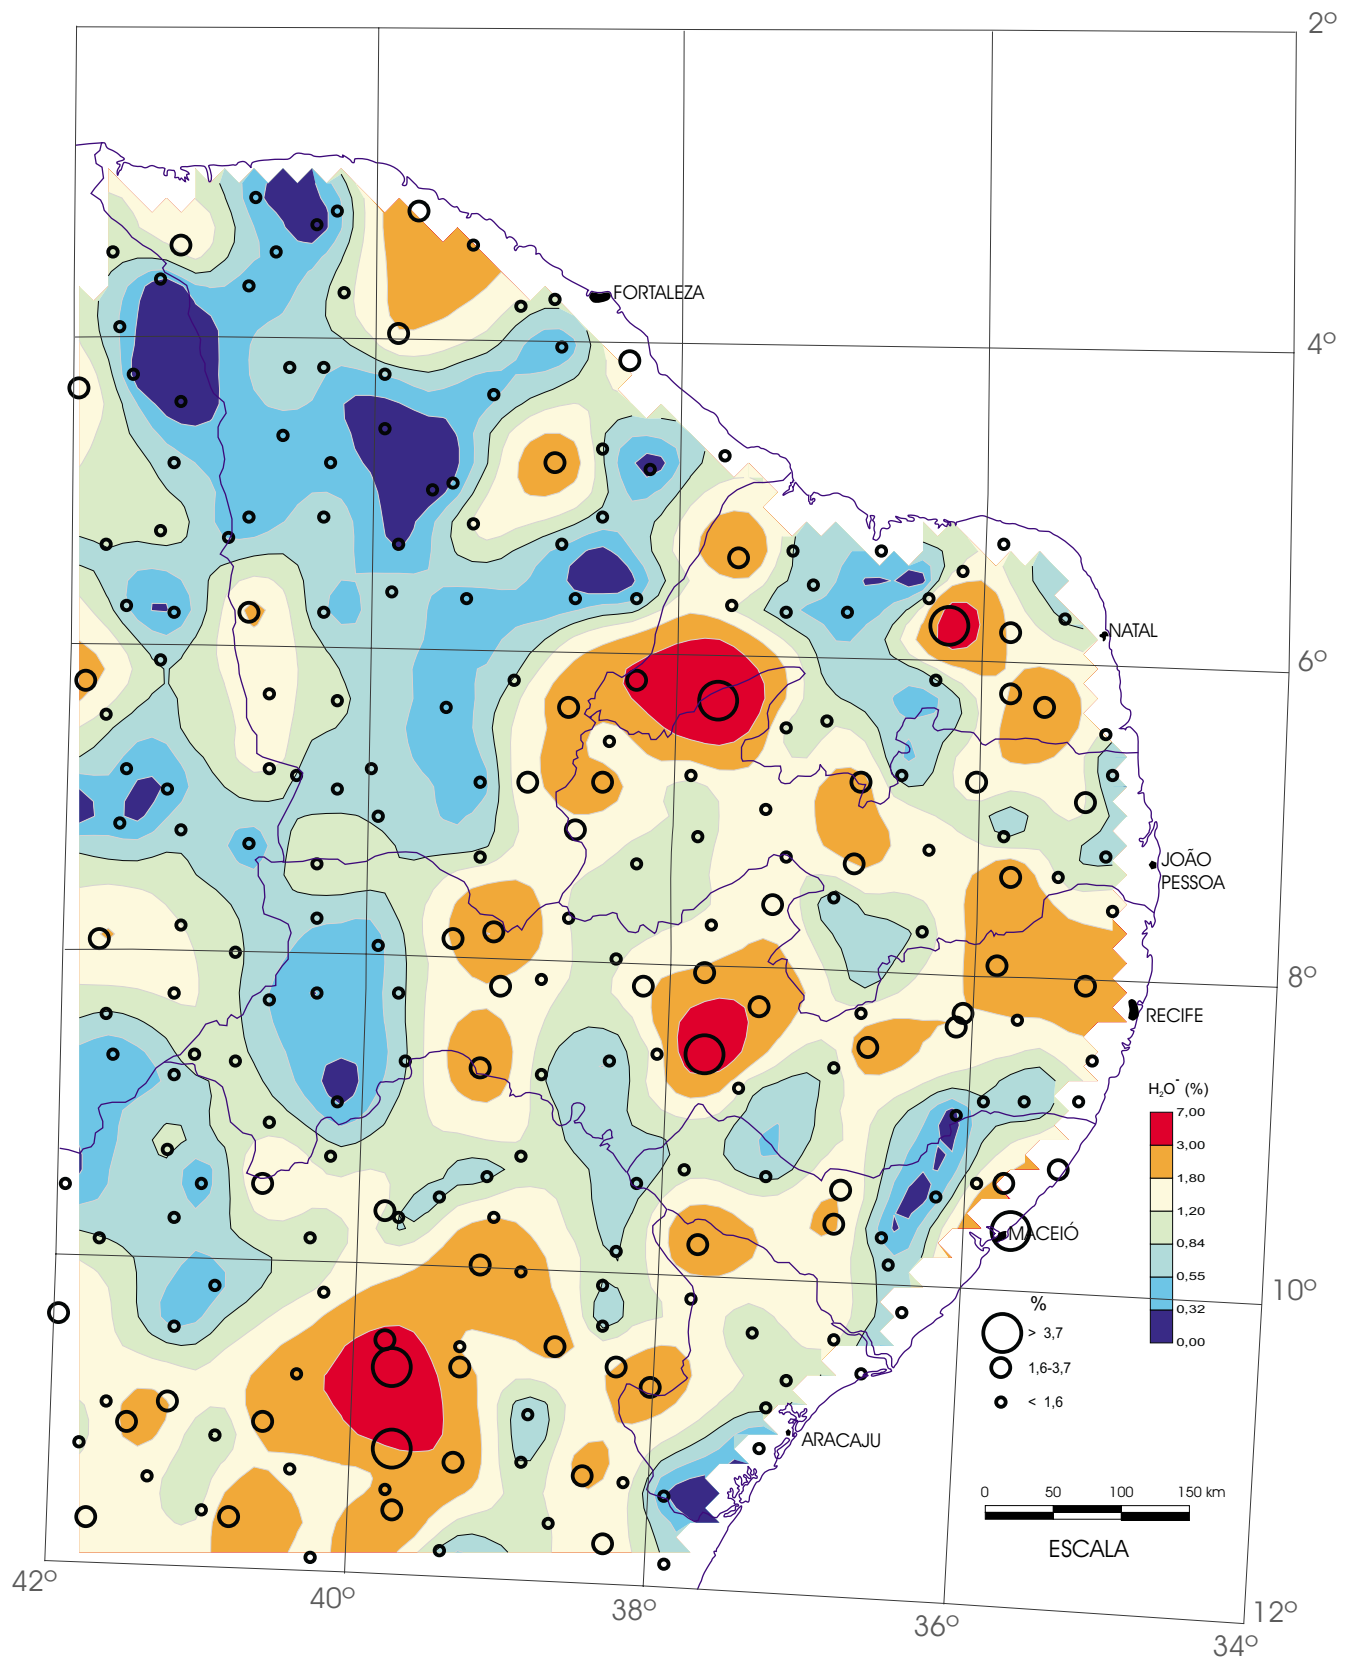 2º
FORTALEZA
4º
NATAL
6º
JOÃO
PESSOA
8º
RECIFE
H₂O⁻ (%)
7,00
3,00
1,80
1,20
0,84
0,55
0,32
0,00
MACEIÓ
10º
%
> 3,7
1,6-3,7
< 1,6
ARACAJU
0 50 100 150 km
ESCALA
42º
40º
38º
36º
12º
34º